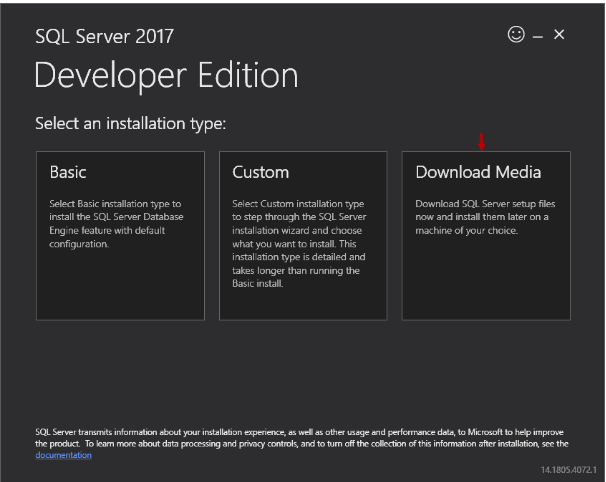 SQL Server 2017
Developer Edition
Select an installation type:
Basic
Select Basic installation type to
install the SQL Server Database
Engine feature with default
configuration.
Custom
Select Custom installation type
to step through the SQL Server
installation wizard and choose
what you want to install. This
installation type is detailed and
takes longer than running the
Basic install.
Download Media
Download SQL Server setup files
now and install them later on a
machine of your choice.
SQL Server transmits information about your installation experience, as well as other usage and performance data, to Microsoft to help improve
the product. To learn more about data processing and privacy controls, and to turn off the collection of this information after installation, see the
documentation
14.1805.4072.1